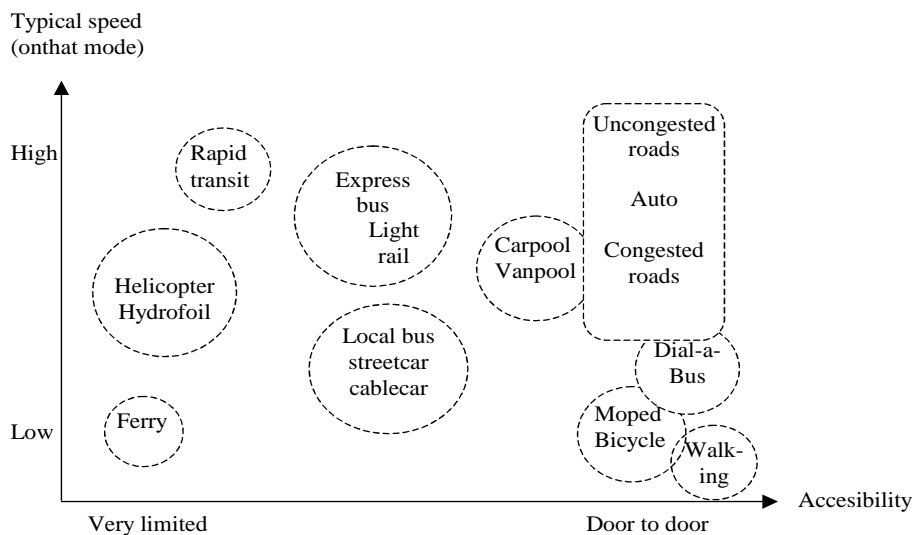 Typical speed
(onthat mode)
High
Low
Rapid
transit
Express
bus
Light
rail
Helicopter
Hydrofoil
Local bus
streetcar
cablecar
Ferry
Carpool
Vanpool
Uncongested
roads
Auto
Congested
roads
Dial-a-
Bus
Moped
Bicycle
Walk-
ing
Accesibility
Very limited
Door to door